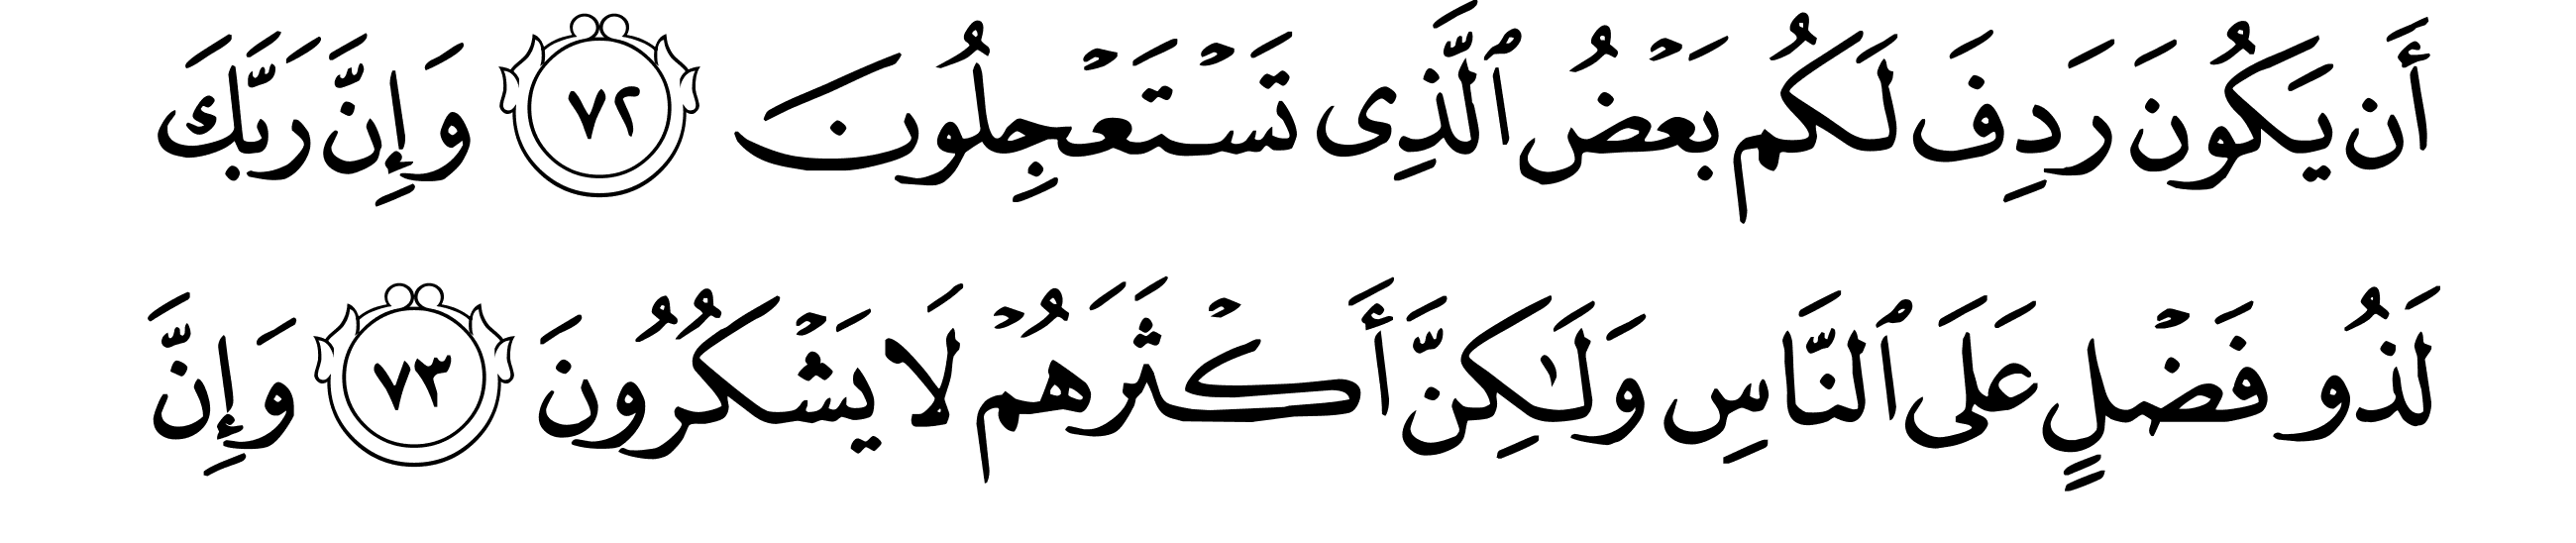 أَن يَكُونَ رَدِفَ لَكُم بَعْضُ ٱلَّذِى تَسْتَعْجِلُونَ ٧٢ وَإِنَّ رَبَّكَ
لَذُو فَضْلٍ عَلَى ٱلنَّاسِ وَلَٰكِنَّ أَكْثَرَهُمْ لَا يَشْكُرُونَ ٧٣ وَإِنَّ